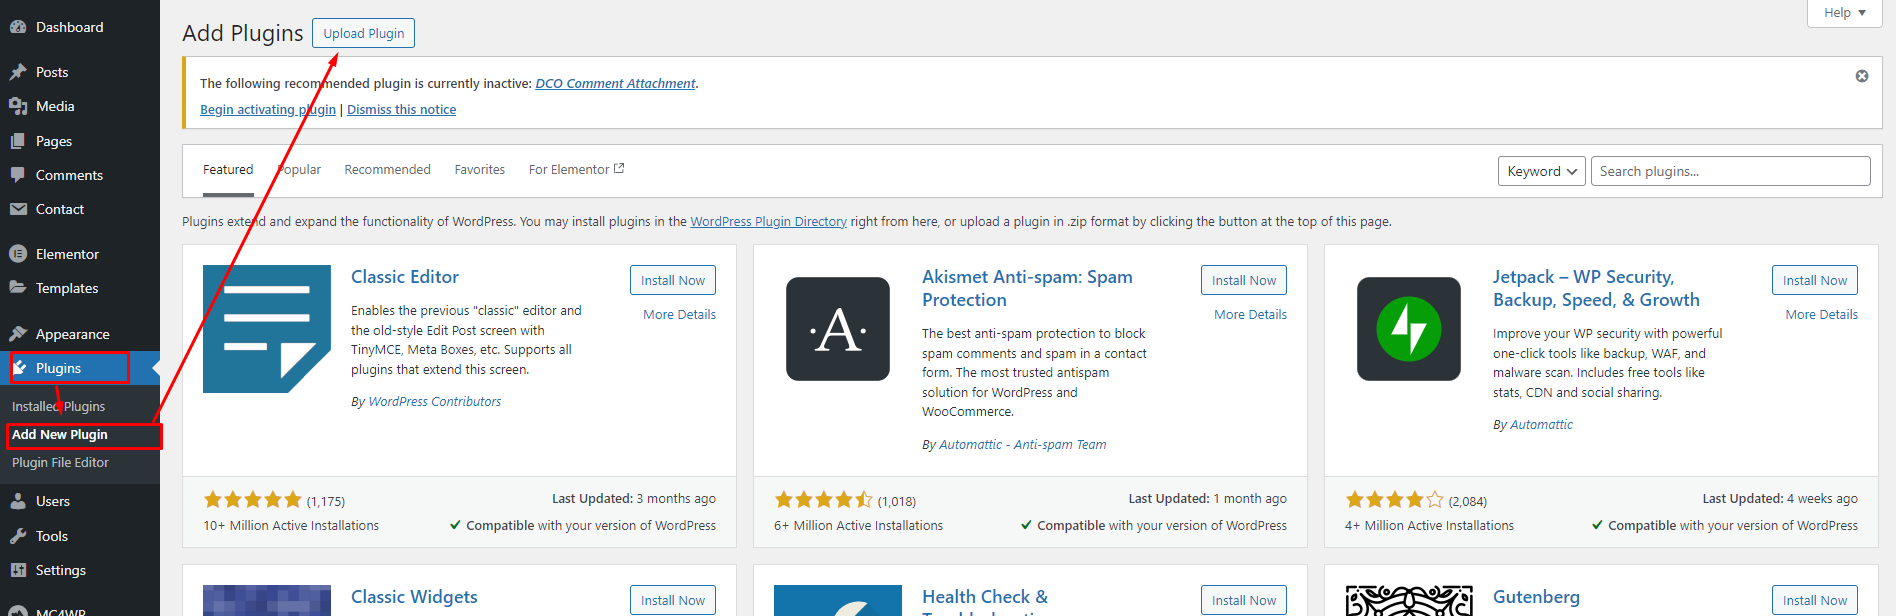 Dashboard
Posts
Media
Pages
Comments
Contact
Elementor
Templates
Appearance
Plugins
Installed Plugins
Add New Plugin
Plugin File Editor
Users
Tools
Settings
MC4WP
Help
Add Plugins
Upload Plugin
The following recommended plugin is currently inactive: DCO Comment Attachment.
Begin activating plugin | Dismiss this notice
Featured Popular Recommended Favorites For Elementor
Keyword Search plugins...
Plugins extend and expand the functionality of WordPress. You may install plugins in the WordPress Plugin Directory right from here, or upload a plugin in .zip format by clicking the button at the top of this page.
Classic Editor
Install Now
More Details
Enables the previous "classic" editor and
the old-style Edit Post screen with
TinyMCE, Meta Boxes, etc. Supports all
plugins that extend this screen.
By WordPress Contributors
(1,175)
Last Updated: 3 months ago
10+ Million Active Installations
Compatible with your version of WordPress
·A·
Akismet Anti-spam: Spam
Protection
Install Now
More Details
The best anti-spam protection to block
spam comments and spam in a contact
form. The most trusted antispam
solution for WordPress and
WooCommerce.
By Automattic - Anti-spam Team
(1,018)
Last Updated: 1 month ago
6+ Million Active Installations
Compatible with your version of WordPress
Jetpack – WP Security,
Backup, Speed, & Growth
Install Now
More Details
Improve your WP security with powerful
one-click tools like backup, WAF, and
malware scan. Includes free tools like
stats, CDN and social sharing.
By Automattic
(2,084)
Last Updated: 4 weeks ago
4+ Million Active Installations
Compatible with your version of WordPress
Classic Widgets
Install Now
Health Check &
Install Now
Gutenberg
Install Now